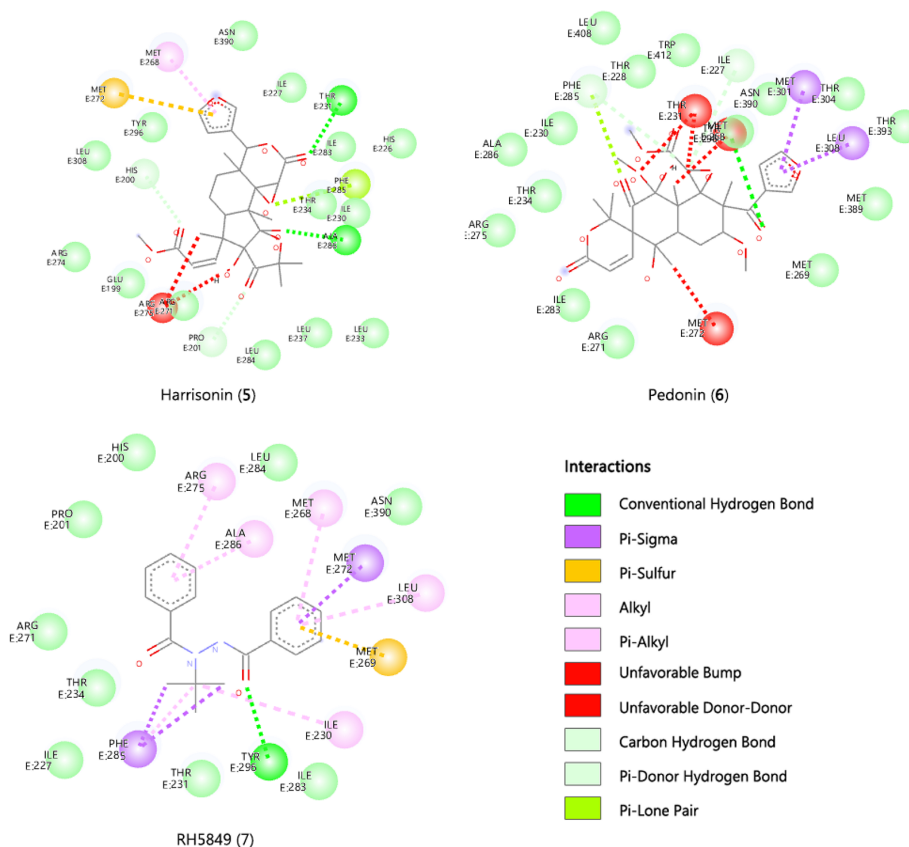 ASN
E:390
MET
E:268
MET
E:272
ILE
E:227
THR
E:231
TYR
E:296
ILE
E:283
HIS
E:226
LEU
E:308
HIS
E:200
PHE
E:285
THR
E:234
ILE
E:230
ALA
E:286
ARG
E:274
GLU
E:199
ARG
E:271
PRO
E:201
LEU
E:284
LEU
E:237
LEU
E:233
Harrisonin (5)
LEU
E:408
TRP
E:412
ILE
E:227
THR
E:228
PHE
E:285
MET
E:301
ASN
E:390
THR
E:304
THR
E:231
ILE
E:230
THR
E:393
LEU
E:308
ALA
E:286
THR
E:234
ARG
E:275
MET
E:389
MET
E:269
ILE
E:283
MET
E:272
ARG
E:271
Pedonin (6)
HIS
E:200
LEU
E:284
ARG
E:275
MET
E:268
ASN
E:390
PRO
E:201
ALA
E:286
MET
E:272
LEU
E:308
ARG
E:271
MET
E:269
THR
E:234
ILE
E:230
PHE
E:285
ILE
E:227
THR
E:231
TYR
E:296
ILE
E:283
RH5849 (7)
Interactions
Conventional Hydrogen Bond
Pi-Sigma
Pi-Sulfur
Alkyl
Pi-Alkyl
Unfavorable Bump
Unfavorable Donor-Donor
Carbon Hydrogen Bond
Pi-Donor Hydrogen Bond
Pi-Lone Pair